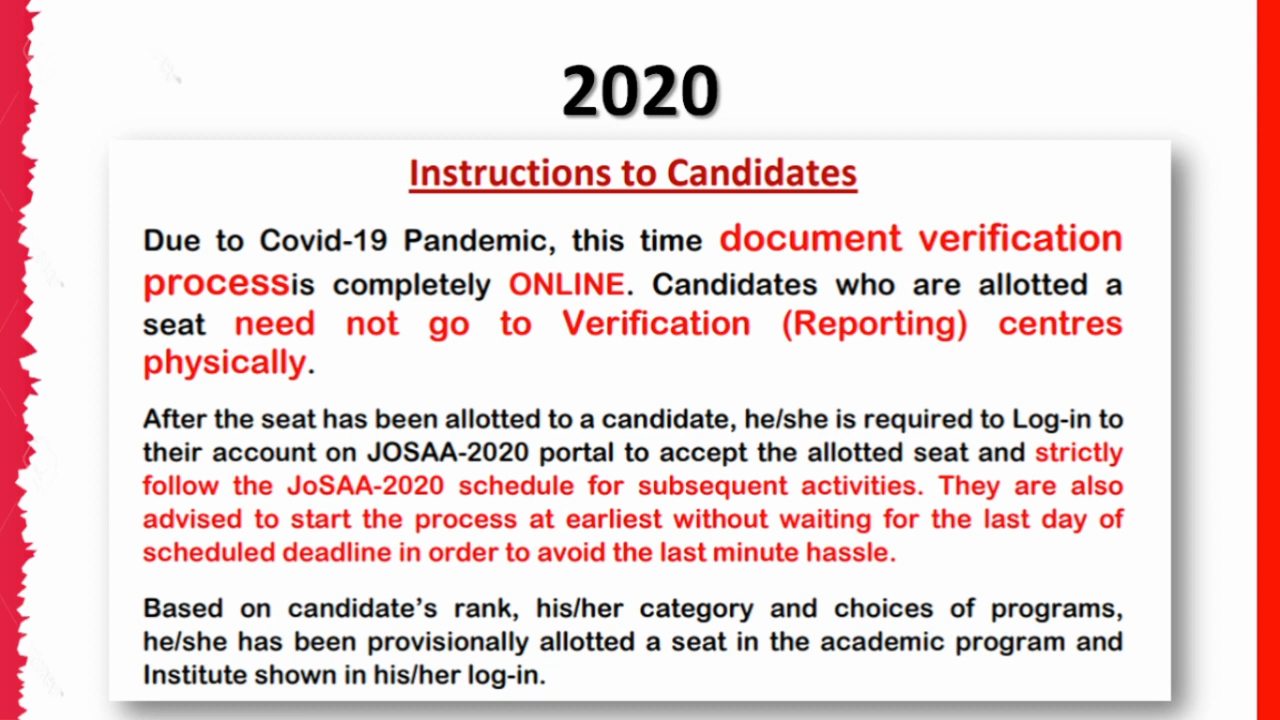 2020
Instructions to Candidates
Due to Covid-19 Pandemic, this time document verification
processis completely ONLINE. Candidates who are allotted a
seat need not go to Verification (Reporting) centres
physically.
After the seat has been allotted to a candidate, he/she is required to Log-in to
their account on JOSAA-2020 portal to accept the allotted seat and strictly
follow the JoSAA-2020 schedule for subsequent activities. They are also
advised to start the process at earliest without waiting for the last day of
scheduled deadline in order to avoid the last minute hassle.
Based on candidate’s rank, his/her category and choices of programs,
he/she has been provisionally allotted a seat in the academic program and
Institute shown in his/her log-in.